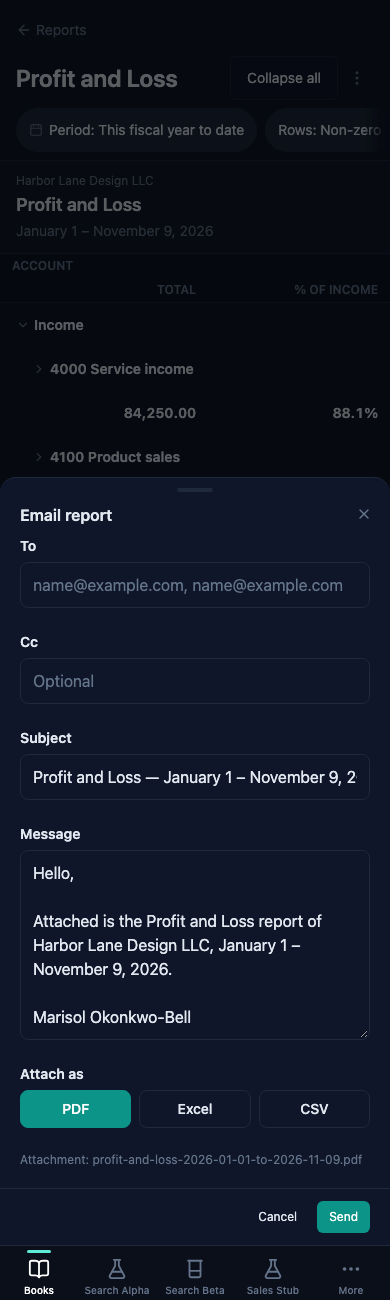 Reports
Profit and Loss
Collapse all
Period: This fiscal year to date
Rows: Non-zero
Harbor Lane Design LLC
Profit and Loss
January 1 – November 9, 2026
ACCOUNT
TOTAL % OF INCOME
Income
4000 Service income
84,250.00 88.1%
4100 Product sales
Email report
To
name@example.com, name@example.com
Cc
Optional
Subject
Profit and Loss — January 1 – November 9, 2
Message
Hello,
Attached is the Profit and Loss report of
Harbor Lane Design LLC, January 1 –
November 9, 2026.
Marisol Okonkwo-Bell
Attach as
PDF Excel CSV
Attachment: profit-and-loss-2026-01-01-to-2026-11-09.pdf
Cancel Send
Books Search Alpha Search Beta Sales Stub More